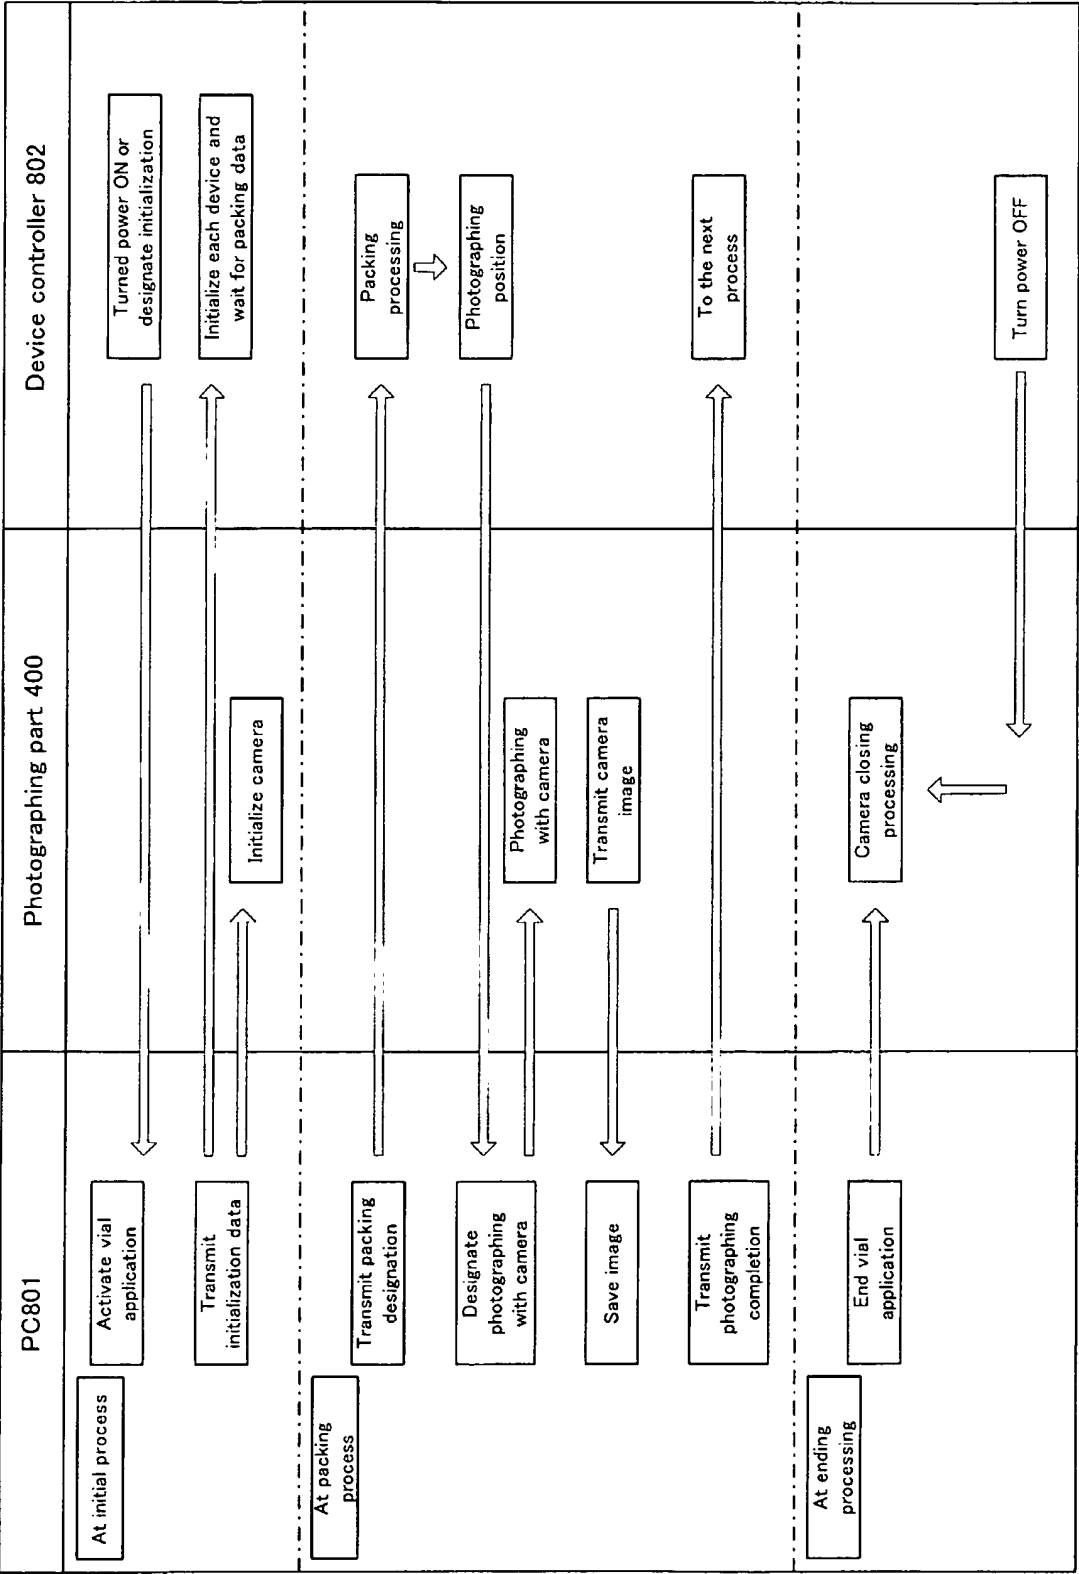 PC801
Photographing part 400
Device controller 802
At initial process
Activate vial
application
Turned power ON or
designate initialization
Transmit
initialization data
Initialize each device and
wait for packing data
Initialize camera
At packing
process
Transmit packing
designation
Packing
processing
Designate
photographing
with camera
Photographing
position
Photographing
with camera
Save image
Transmit camera
image
Transmit
photographing
completion
To the next
process
At ending
processing
End vial
application
Camera closing
processing
Turn power OFF